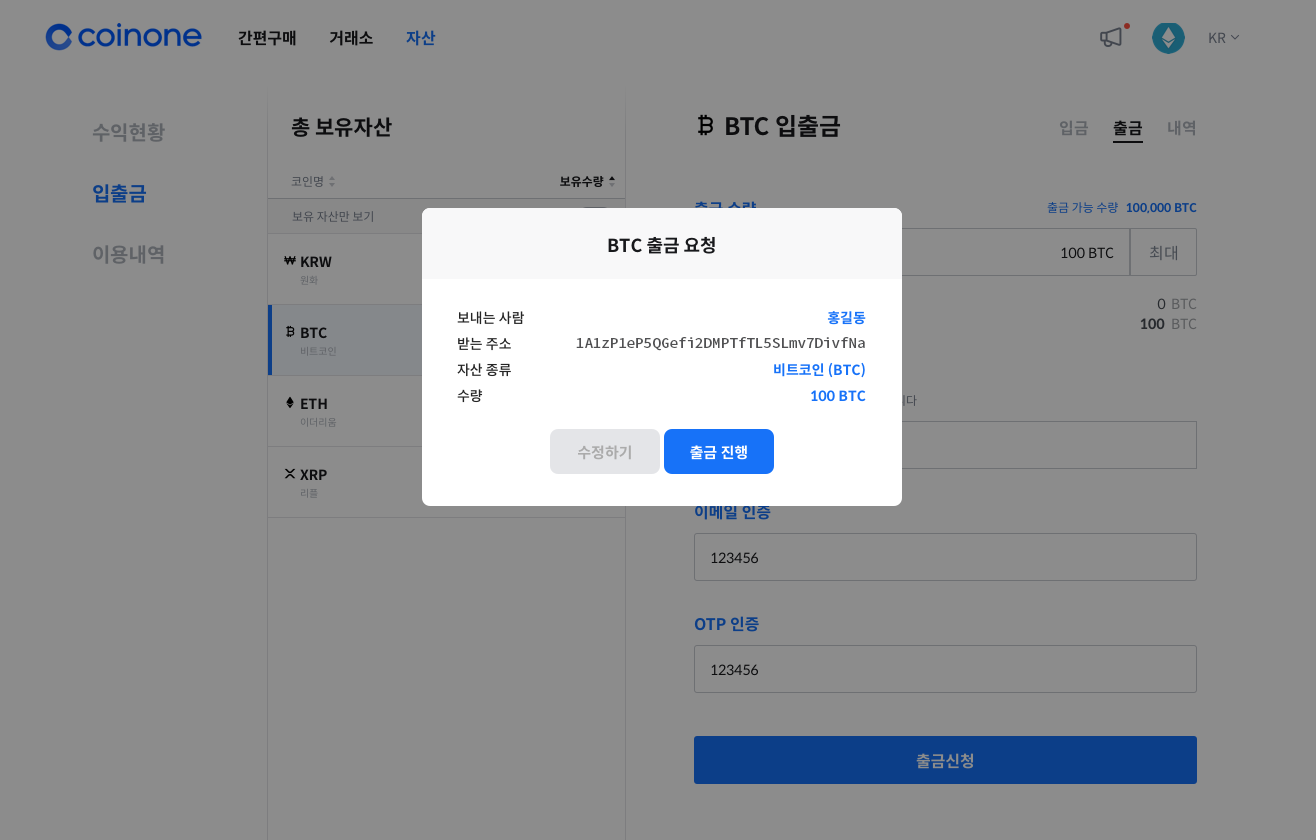 coinone 간편구매 거래소 자산 KR
수익현황
입출금
이용내역
총 보유자산
코인명 보유수량
보유 자산만 보기
KRW
원화
BTC
비트코인
ETH
이더리움
XRP
리플
BTC 입출금 입금 출금 내역
출금 수량 출금 가능 수량 100,000 BTC
100 BTC 최대
0 BTC
100 BTC
BTC 출금 요청
보내는 사람 홍길동
받는 주소 1A1zP1eP5QGefi2DMPTfTL5SLmv7DivfNa
자산 종류 비트코인 (BTC)
수량 100 BTC
수정하기 출금 진행
이메일 인증
123456
OTP 인증
123456
출금신청